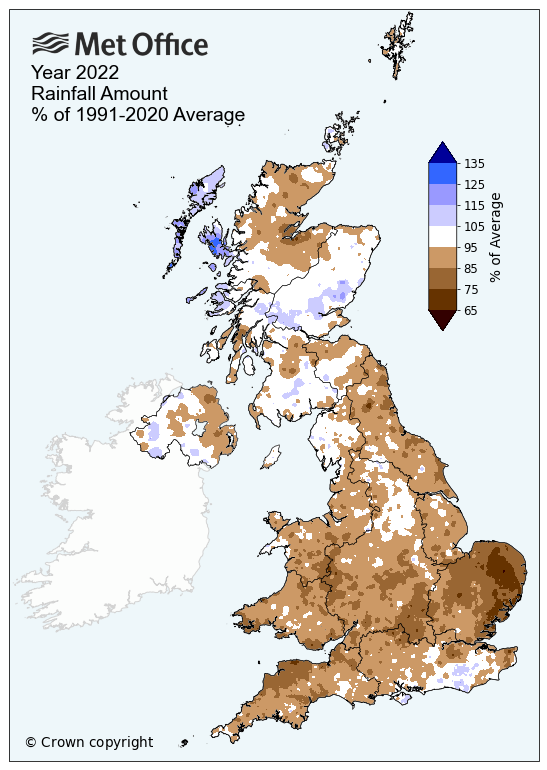 Met Office
Year 2022
Rainfall Amount
% of 1991-2020 Average
135
125
115
105
95
85
75
65
% of Average
© Crown copyright